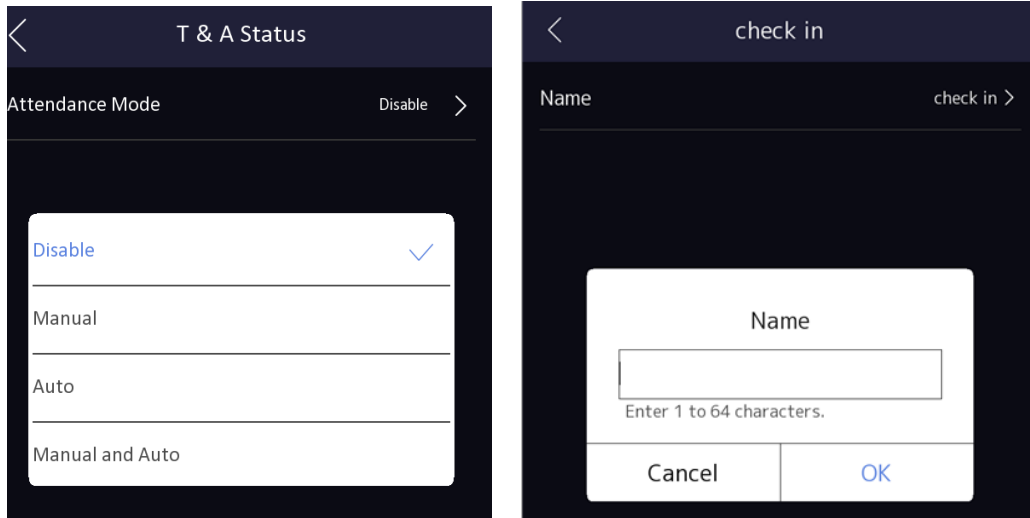 T & A Status
Attendance Mode Disable
Disable
Manual
Auto
Manual and Auto
check in
Name check in
Name
Enter 1 to 64 characters.
Cancel OK